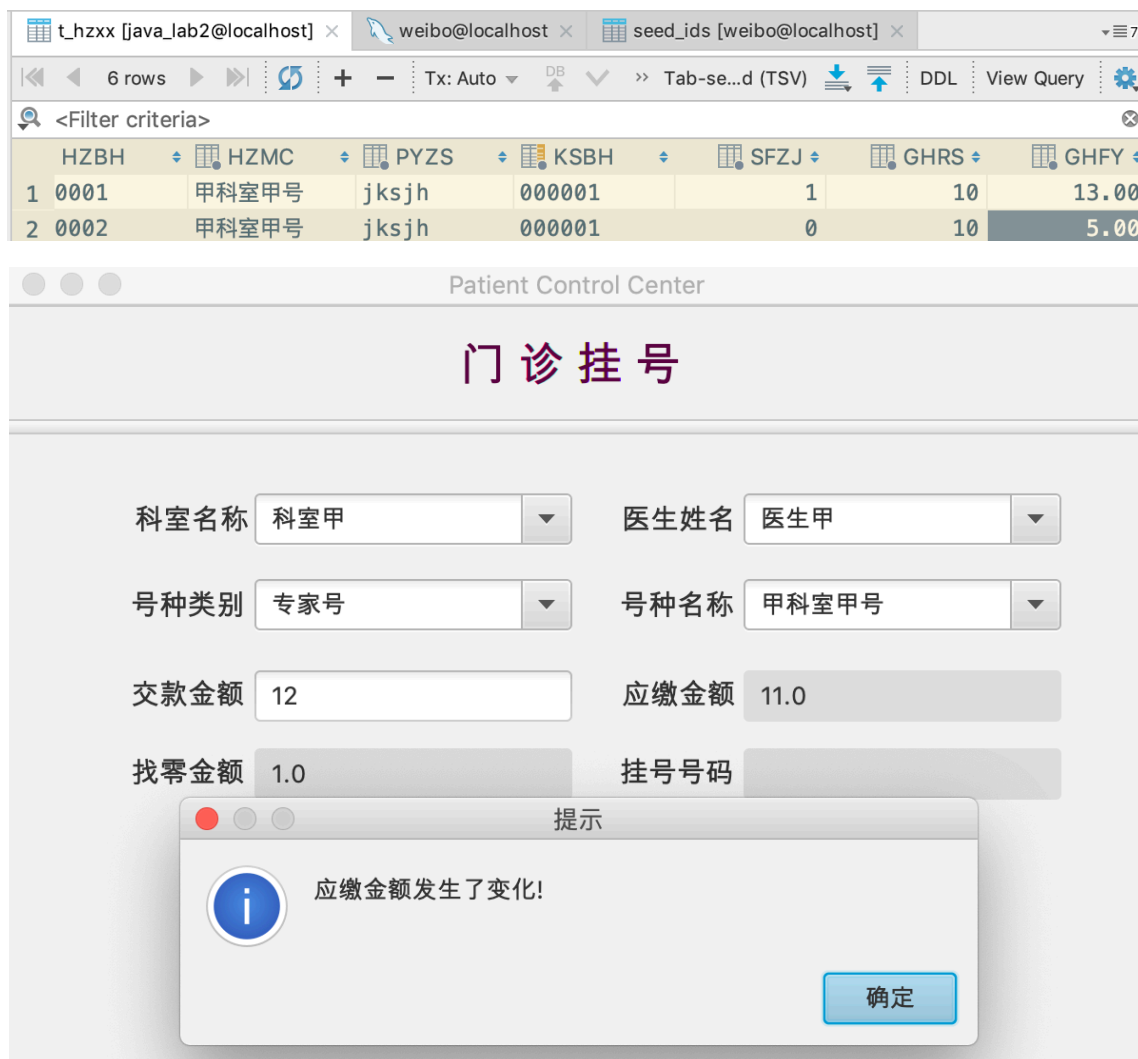 t_hzxx [java_lab2@localhost] weibo@localhost seed_ids [weibo@localhost] 7
6 rows Tx: Auto DB Tab-se...d (TSV) DDL View Query
<Filter criteria>
HZBH HZMC PYZS KSBH SFZJ GHRS GHFY
1 0001 甲科室甲号 jksjh 000001 1 10 13.00
2 0002 甲科室甲号 jksjh 000001 0 10 5.00
Patient Control Center
门诊挂号
科室名称 科室甲 医生姓名 医生甲
号种类别 专家号 号种名称 甲科室甲号
交款金额 12 应缴金额 11.0
找零金额 1.0 挂号号码
提示
应缴金额发生了变化!
确定